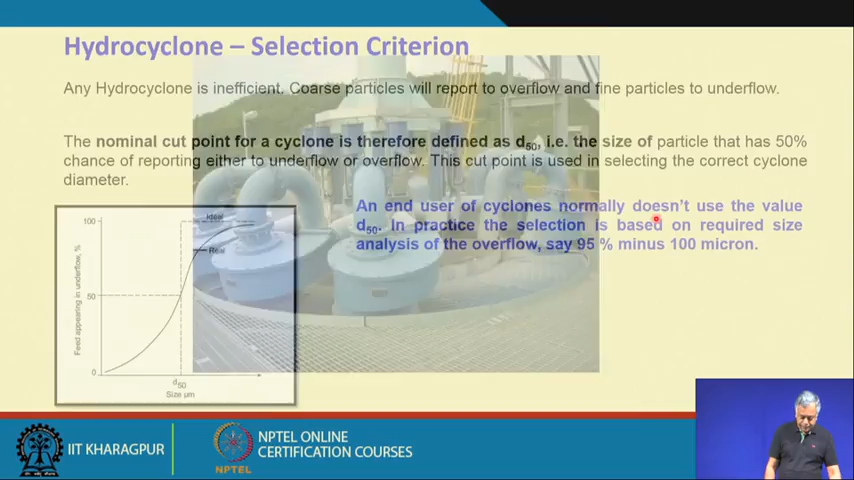 Hydrocyclone – Selection Criterion
Any Hydrocyclone is inefficient. Coarse particles will report to overflow and fine particles to underflow.
The nominal cut point for a cyclone is therefore defined as d50, i.e. the size of particle that has 50%
chance of reporting either to underflow or overflow. This cut point is used in selecting the correct cyclone
diameter.
An end user of cyclones normally doesn't use the value
d50. In practice the selection is based on required size
analysis of the overflow, say 95 % minus 100 micron.
Feed appearing in underflow, %
100
50
0
Ideal
Real
d50
Size µm
IIT KHARAGPUR
NPTEL
NPTEL ONLINE
CERTIFICATION COURSES